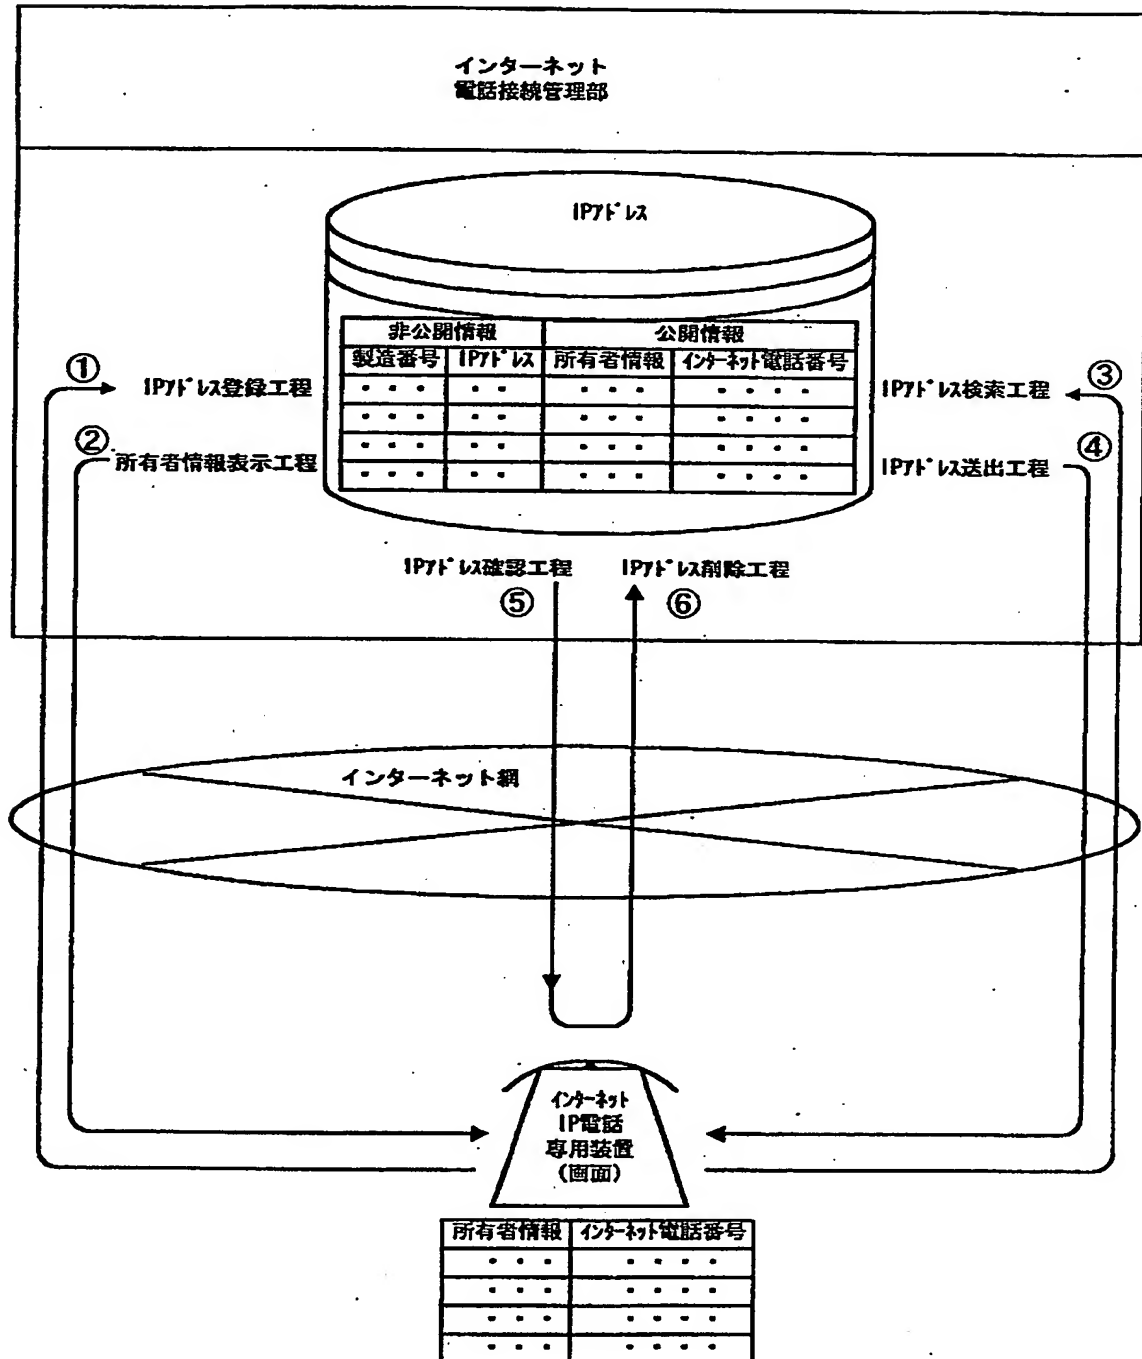 インターネット
電話接続管理部
IPアドレス
非公開情報 公開情報
製造番号 IPアドレス 所有者情報 インターネット電話番号
① IPアドレス登録工程
② 所有者情報表示工程
IPアドレス検索工程 ③
IPアドレス送出工程 ④
IPアドレス確認工程 IPアドレス削除工程
⑤ ⑥
インターネット網
インターネット
IP電話
専用装置
(画面)
所有者情報 インターネット電話番号